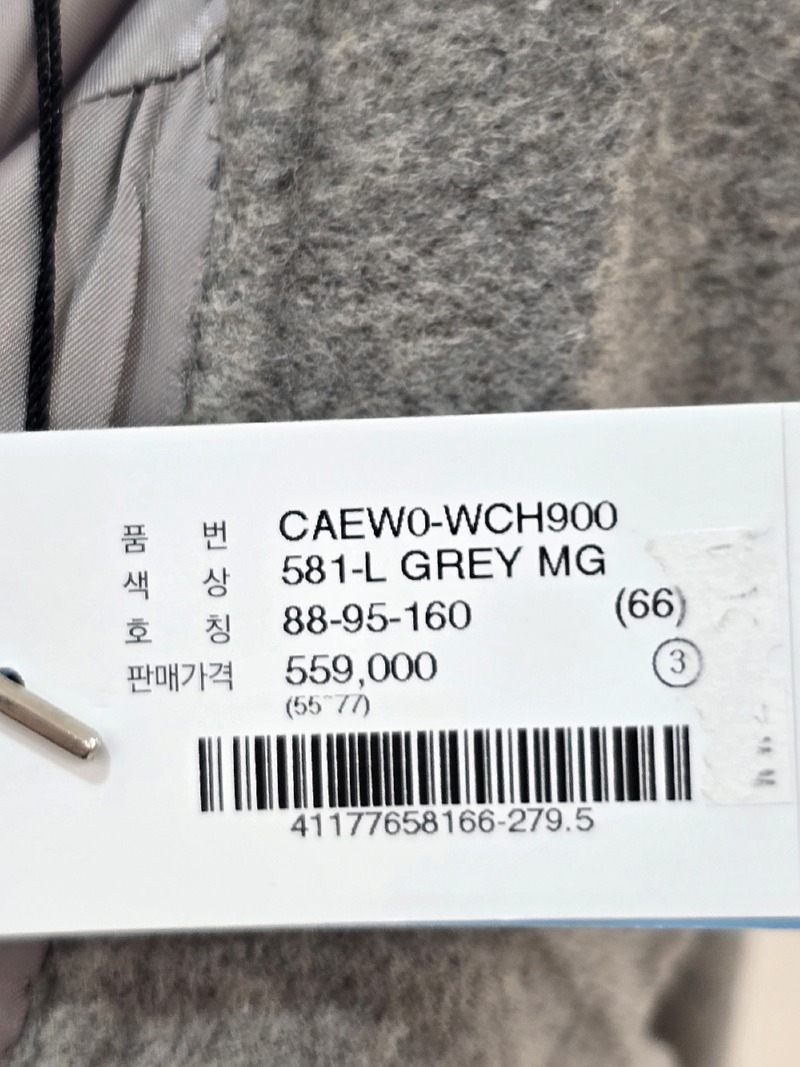 품 번 CAEW0-WCH900
색 상 581-L GREY MG
호 칭 88-95-160 (66)
판매가격 559,000 ③
(55~77)
41177658166-279.5